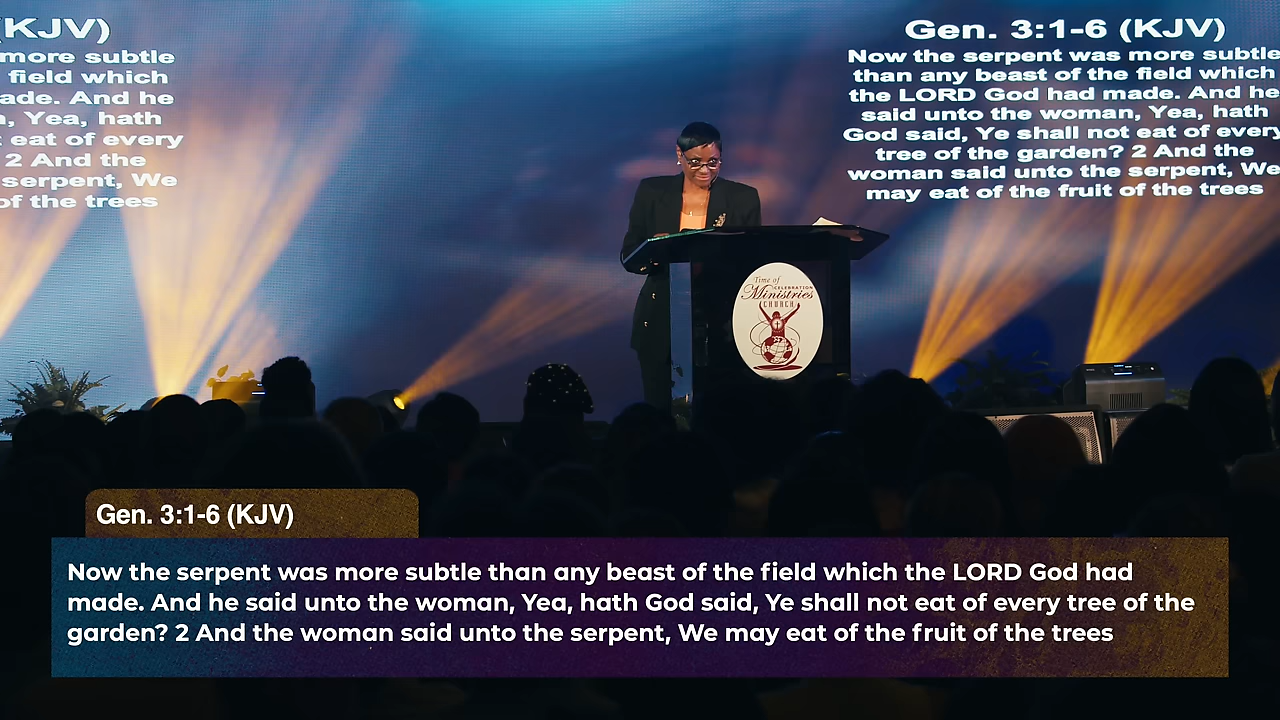 (KJV)
more subtle
field which
ade. And he
, Yea, hath
eat of every
2 And the
serpent, We
of the trees
Gen. 3:1-6 (KJV)
Now the serpent was more subtle
than any beast of the field which
the LORD God had made. And he
said unto the woman, Yea, hath
God said, Ye shall not eat of every
tree of the garden? 2 And the
woman said unto the serpent, We
may eat of the fruit of the trees
Time of
CELEBRATION
Ministries
CHURCH
Gen. 3:1-6 (KJV)
Now the serpent was more subtle than any beast of the field which the LORD God had
made. And he said unto the woman, Yea, hath God said, Ye shall not eat of every tree of the
garden? 2 And the woman said unto the serpent, We may eat of the fruit of the trees